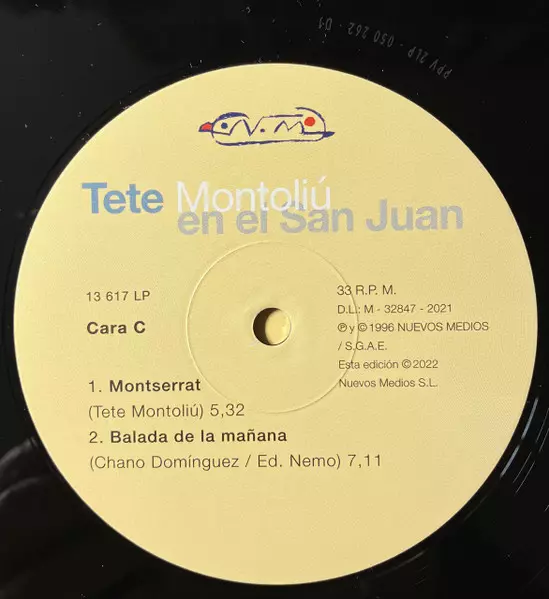 PPV 2LP - 050 262 - D1
N.M.
Tete Montoliú
en el San Juan
13 617 LP
Cara C
33 R.P. M.
D.L.: M - 32847 - 2021
℗ y © 1996 NUEVOS MEDIOS
/ S.G.A.E.
Esta edición © 2022
Nuevos Medios S.L.
1. Montserrat
(Tete Montoliú) 5,32
2. Balada de la mañana
(Chano Domínguez / Ed. Nemo) 7,11